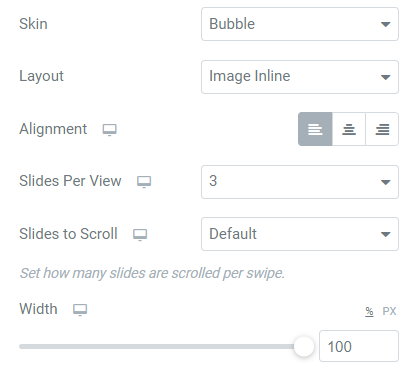 Skin Bubble
Layout Image Inline
Alignment
Slides Per View 3
Slides to Scroll Default
Set how many slides are scrolled per swipe.
Width % PX
100